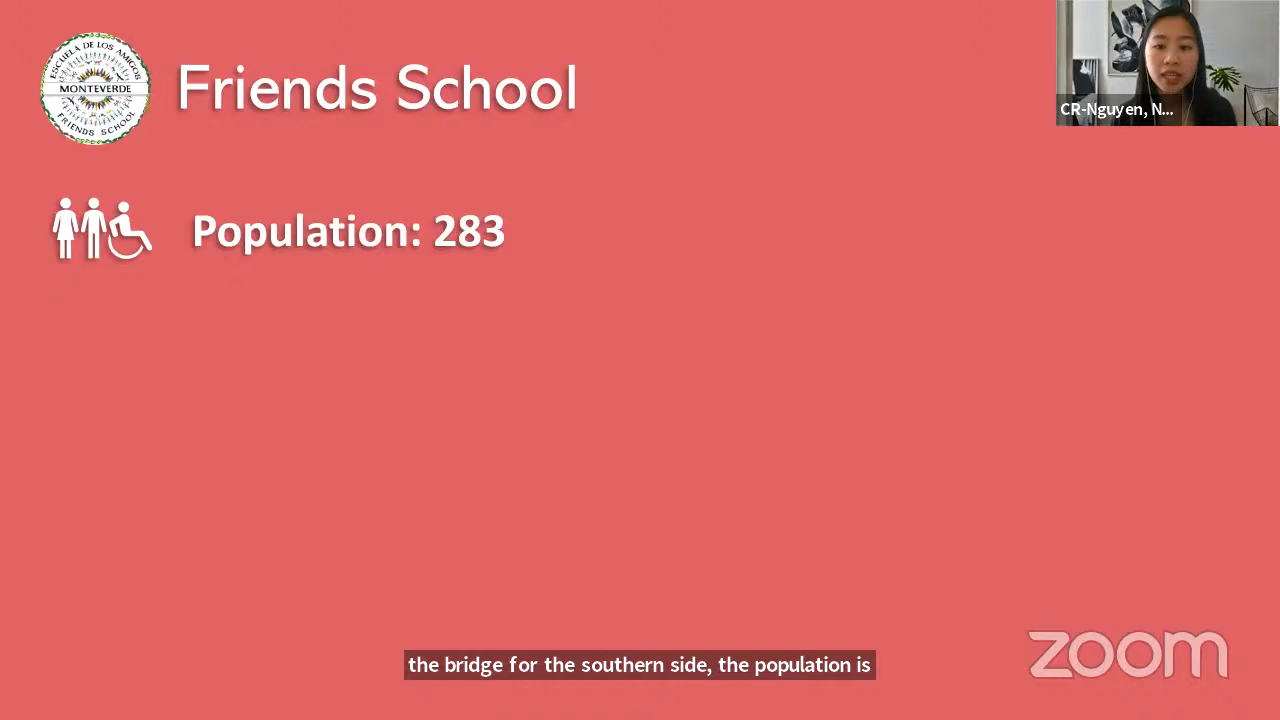 ESCUELA DE LOS AMIGOS
MONTEVERDE
FRIENDS SCHOOL
Friends School
CR-Nguyen, N...
Population: 283
the bridge for the southern side, the population is
zoom